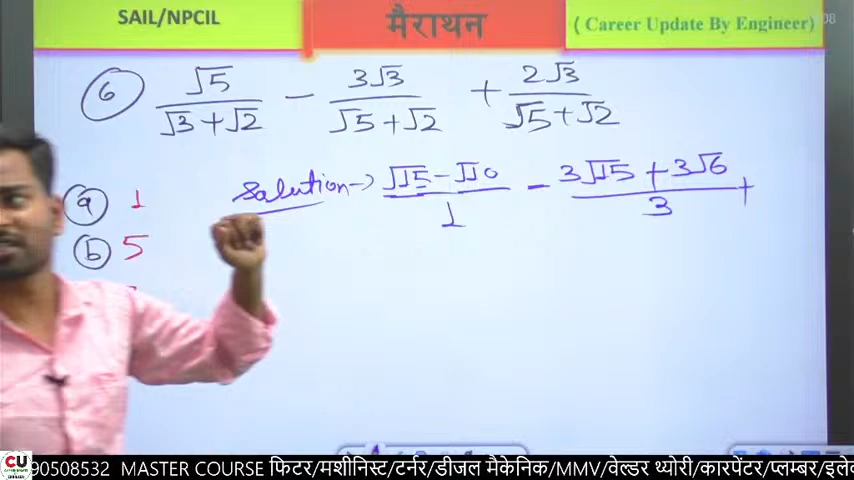 SAIL/NPCIL
मैराथन
( Career Update By Engineer)
08
6 √5/(√3+√2) − 3√3/(√5+√2) + 2√3/(√5+√2)
Solution→ (√15−√10)/1 − (3√15+3√6)/3 +
a 1
b 5
CU
90508532 MASTER COURSE फिटर/मशीनिस्ट/टर्नर/डीजल मैकेनिक/MMV/वेल्डर थ्योरी/कारपेंटर/प्लम्बर/इले